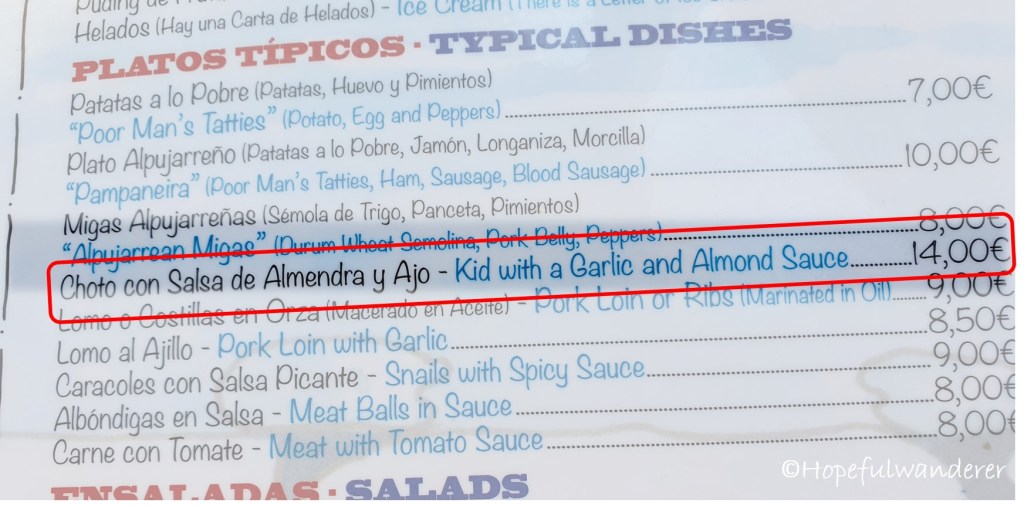 Helados (Hay una Carta de Helados) - Ice Cream (There is a
PLATOS TÍPICOS · TYPICAL DISHES
Patatas a lo Pobre (Patatas, Huevo y Pimientos)
"Poor Man's Tatties" (Potato, Egg and Peppers) 7,00€
Plato Alpujarreño (Patatas a lo Pobre, Jamón, Longaniza, Morcilla)
"Pampaneira" (Poor Man's Tatties, Ham, Sausage, Blood Sausage) 10,00€
Migas Alpujarreñas (Sémola de Trigo, Panceta, Pimientos)
"Alpujarrean Migas" (Durum Wheat Semolina, Pork Belly, Peppers) 8,00€
Choto con Salsa de Almendra y Ajo - Kid with a Garlic and Almond Sauce 14,00€
Lomo o Costillas en Orza (Macerado en Aceite) - Pork Loin or Ribs (Marinated in Oil) 9,00€
Lomo al Ajillo - Pork Loin with Garlic 8,50€
Caracoles con Salsa Picante - Snails with Spicy Sauce 9,00€
Albóndigas en Salsa - Meat Balls in Sauce 8,00€
Carne con Tomate - Meat with Tomato Sauce 8,00€
ENSALADAS · SALADS
©Hopefulwanderer